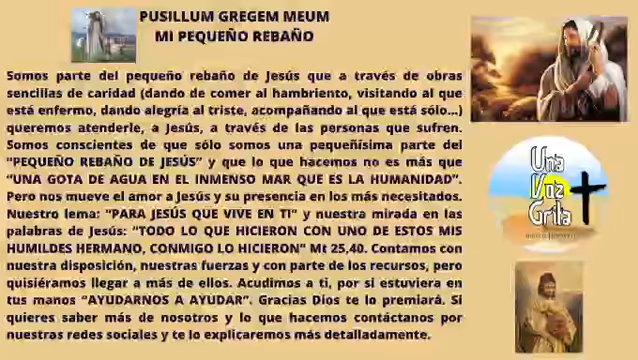 PUSILLUM GREGEM MEUM
MI PEQUEÑO REBAÑO
Somos parte del pequeño rebaño de Jesús que a través de obras
sencillas de caridad (dando de comer al hambriento, visitando al que
está enfermo, dando alegría al triste, acompañando al que está sólo...)
queremos atenderle, a Jesús, a través de las personas que sufren.
Somos conscientes de que sólo somos una pequeñísima parte del
"PEQUEÑO REBAÑO DE JESÚS" y que lo que hacemos no es más que
"UNA GOTA DE AGUA EN EL INMENSO MAR QUE ES LA HUMANIDAD".
Pero nos mueve el amor a Jesús y su presencia en los más necesitados.
Nuestro lema: "PARA JESÚS QUE VIVE EN TI" y nuestra mirada en las
palabras de Jesús: "TODO LO QUE HICIERON CON UNO DE ESTOS MIS
HUMILDES HERMANO, CONMIGO LO HICIERON" Mt 25,40. Contamos con
nuestra disposición, nuestras fuerzas y con parte de los recursos, pero
quisiéramos llegar a más de ellos. Acudimos a ti, por si estuviera en
tus manos "AYUDARNOS A AYUDAR". Gracias Dios te lo premiará. Si
quieres saber más de nosotros y lo que hacemos contáctanos por
nuestras redes sociales y te lo explicaremos más detalladamente.
Una
Voz
Grita